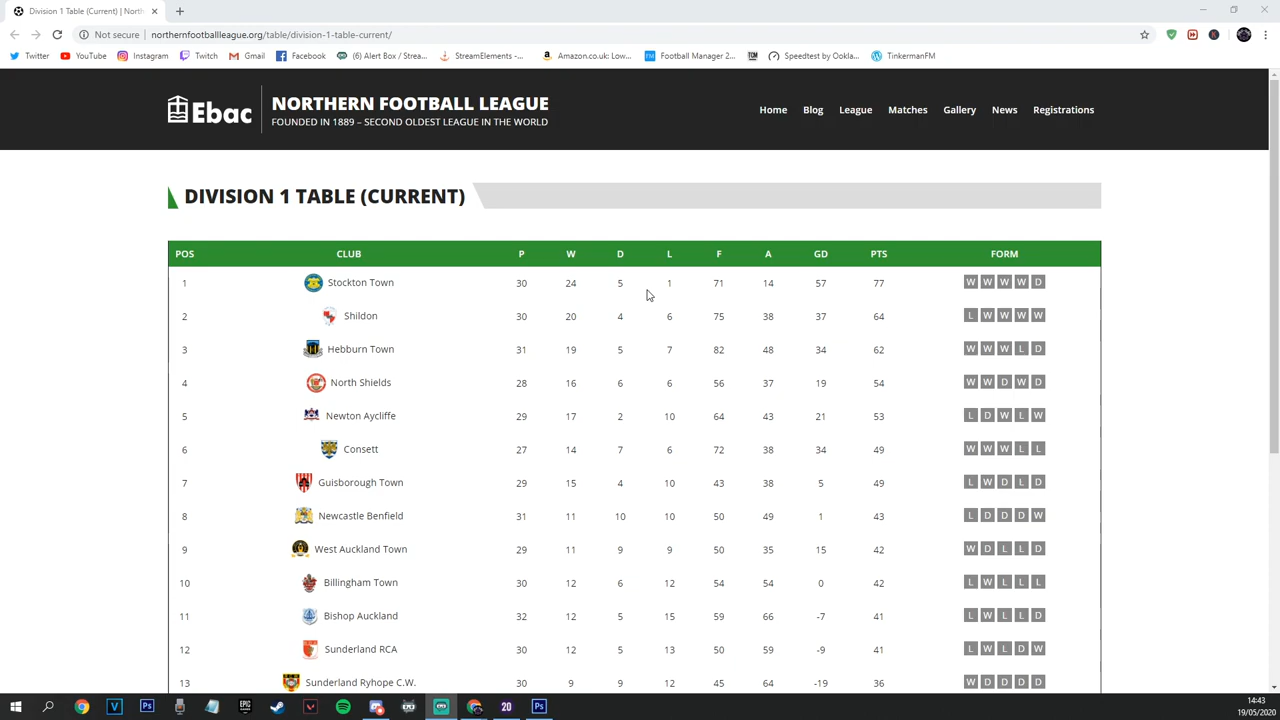 Division 1 Table (Current) | North
Not secure | northernfootballleague.org/table/division-1-table-current/
Twitter YouTube Instagram Twitch Gmail Facebook (6) Alert Box / Strea... StreamElements -... Amazon.co.uk: Low... Football Manager 2... Speedtest by Ookla... TinkermanFM
Ebac
NORTHERN FOOTBALL LEAGUE
FOUNDED IN 1889 – SECOND OLDEST LEAGUE IN THE WORLD
Home Blog League Matches Gallery News Registrations
DIVISION 1 TABLE (CURRENT)
POS CLUB P W D L F A GD PTS FORM
1 Stockton Town 30 24 5 1 71 14 57 77 W W W W D
2 Shildon 30 20 4 6 75 38 37 64 L W W W W
3 Hebburn Town 31 19 5 7 82 48 34 62 W W W L D
4 North Shields 28 16 6 6 56 37 19 54 W W D W D
5 Newton Aycliffe 29 17 2 10 64 43 21 53 L D W L W
6 Consett 27 14 7 6 72 38 34 49 W W W L L
7 Guisborough Town 29 15 4 10 43 38 5 49 L W D L D
8 Newcastle Benfield 31 11 10 10 50 49 1 43 L D D D W
9 West Auckland Town 29 11 9 9 50 35 15 42 W D L L D
10 Billingham Town 30 12 6 12 54 54 0 42 L W L L L
11 Bishop Auckland 32 12 5 15 59 66 -7 41 L W L L D
12 Sunderland RCA 30 12 5 13 50 59 -9 41 L W L D W
13 Sunderland Ryhope C.W. 30 9 9 12 45 64 -19 36 W D D D D
14:43
19/05/2020